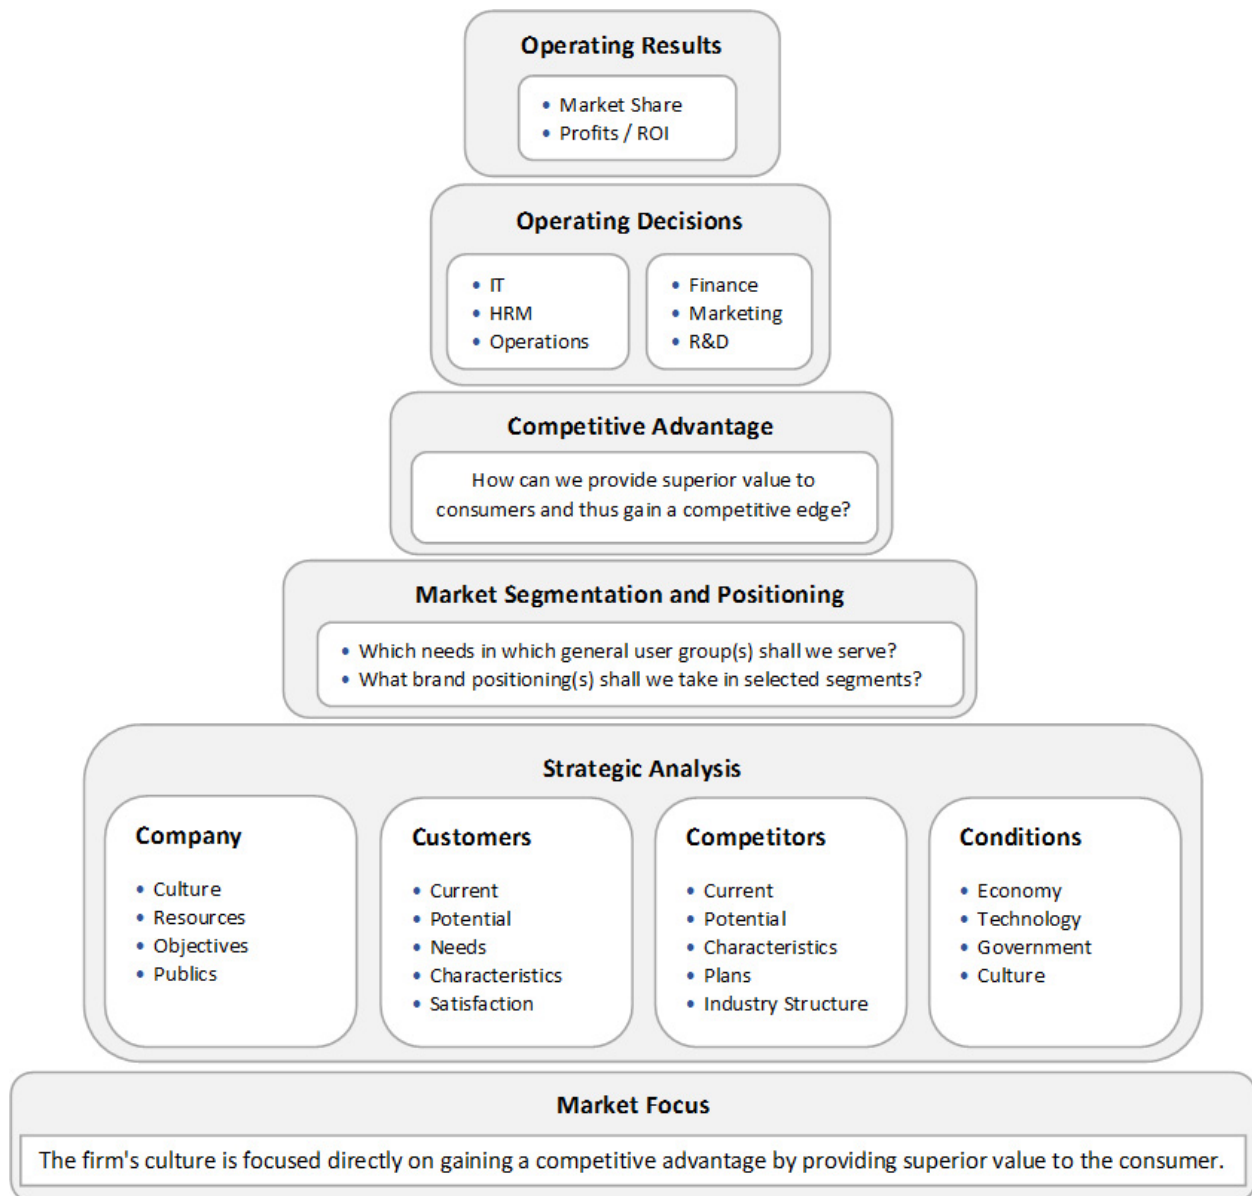 Operating Results
• Market Share
• Profits / ROI
Operating Decisions
• IT
• HRM
• Operations
• Finance
• Marketing
• R&D
Competitive Advantage
How can we provide superior value to
consumers and thus gain a competitive edge?
Market Segmentation and Positioning
• Which needs in which general user group(s) shall we serve?
• What brand positioning(s) shall we take in selected segments?
Strategic Analysis
Company
• Culture
• Resources
• Objectives
• Publics
Customers
• Current
• Potential
• Needs
• Characteristics
• Satisfaction
Competitors
• Current
• Potential
• Characteristics
• Plans
• Industry Structure
Conditions
• Economy
• Technology
• Government
• Culture
Market Focus
The firm's culture is focused directly on gaining a competitive advantage by providing superior value to the consumer.